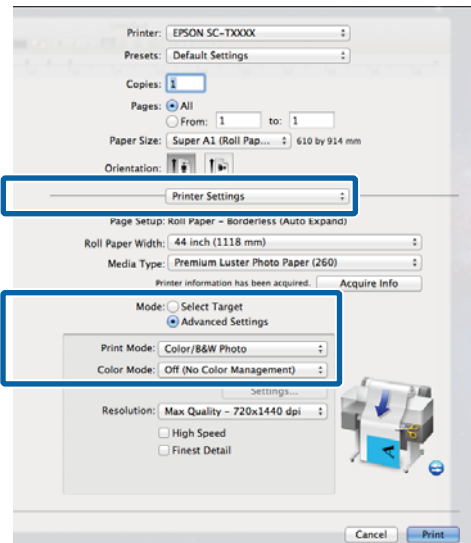 Printer: EPSON SC-TXXXX
Presets: Default Settings
Copies: 1
Pages: All
From: 1 to: 1
Paper Size: Super A1 (Roll Pap... 610 by 914 mm
Orientation:
Printer Settings
Page Setup: Roll Paper - Borderless (Auto Expand)
Roll Paper Width: 44 inch (1118 mm)
Media Type: Premium Luster Photo Paper (260)
Printer information has been acquired. Acquire Info
Mode: Select Target
Advanced Settings
Print Mode: Color/B&W Photo
Color Mode: Off (No Color Management)
Settings...
Resolution: Max Quality - 720x1440 dpi
High Speed
Finest Detail
A
Cancel Print